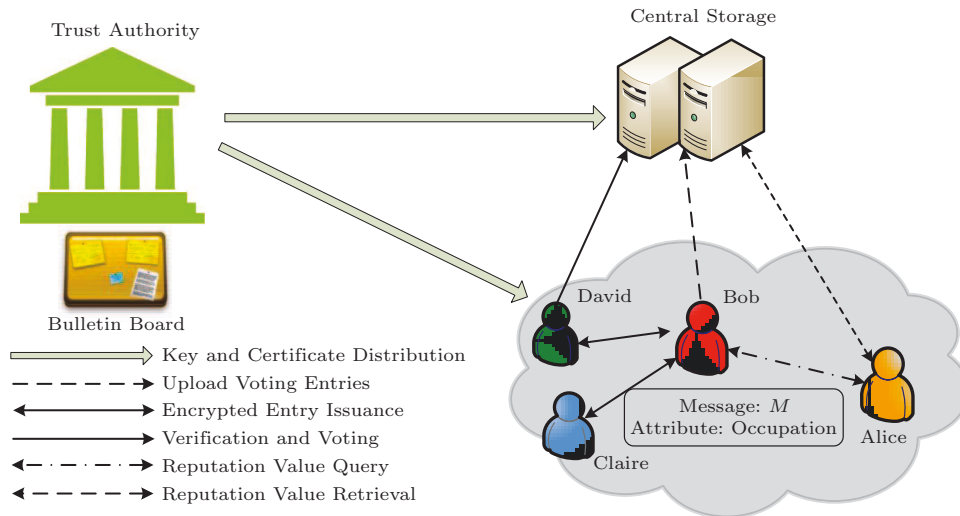 Trust Authority
Central Storage
Bulletin Board
David
Bob
Claire
Alice
Message: M
Attribute: Occupation
Key and Certificate Distribution
Upload Voting Entries
Encrypted Entry Issuance
Verification and Voting
Reputation Value Query
Reputation Value Retrieval